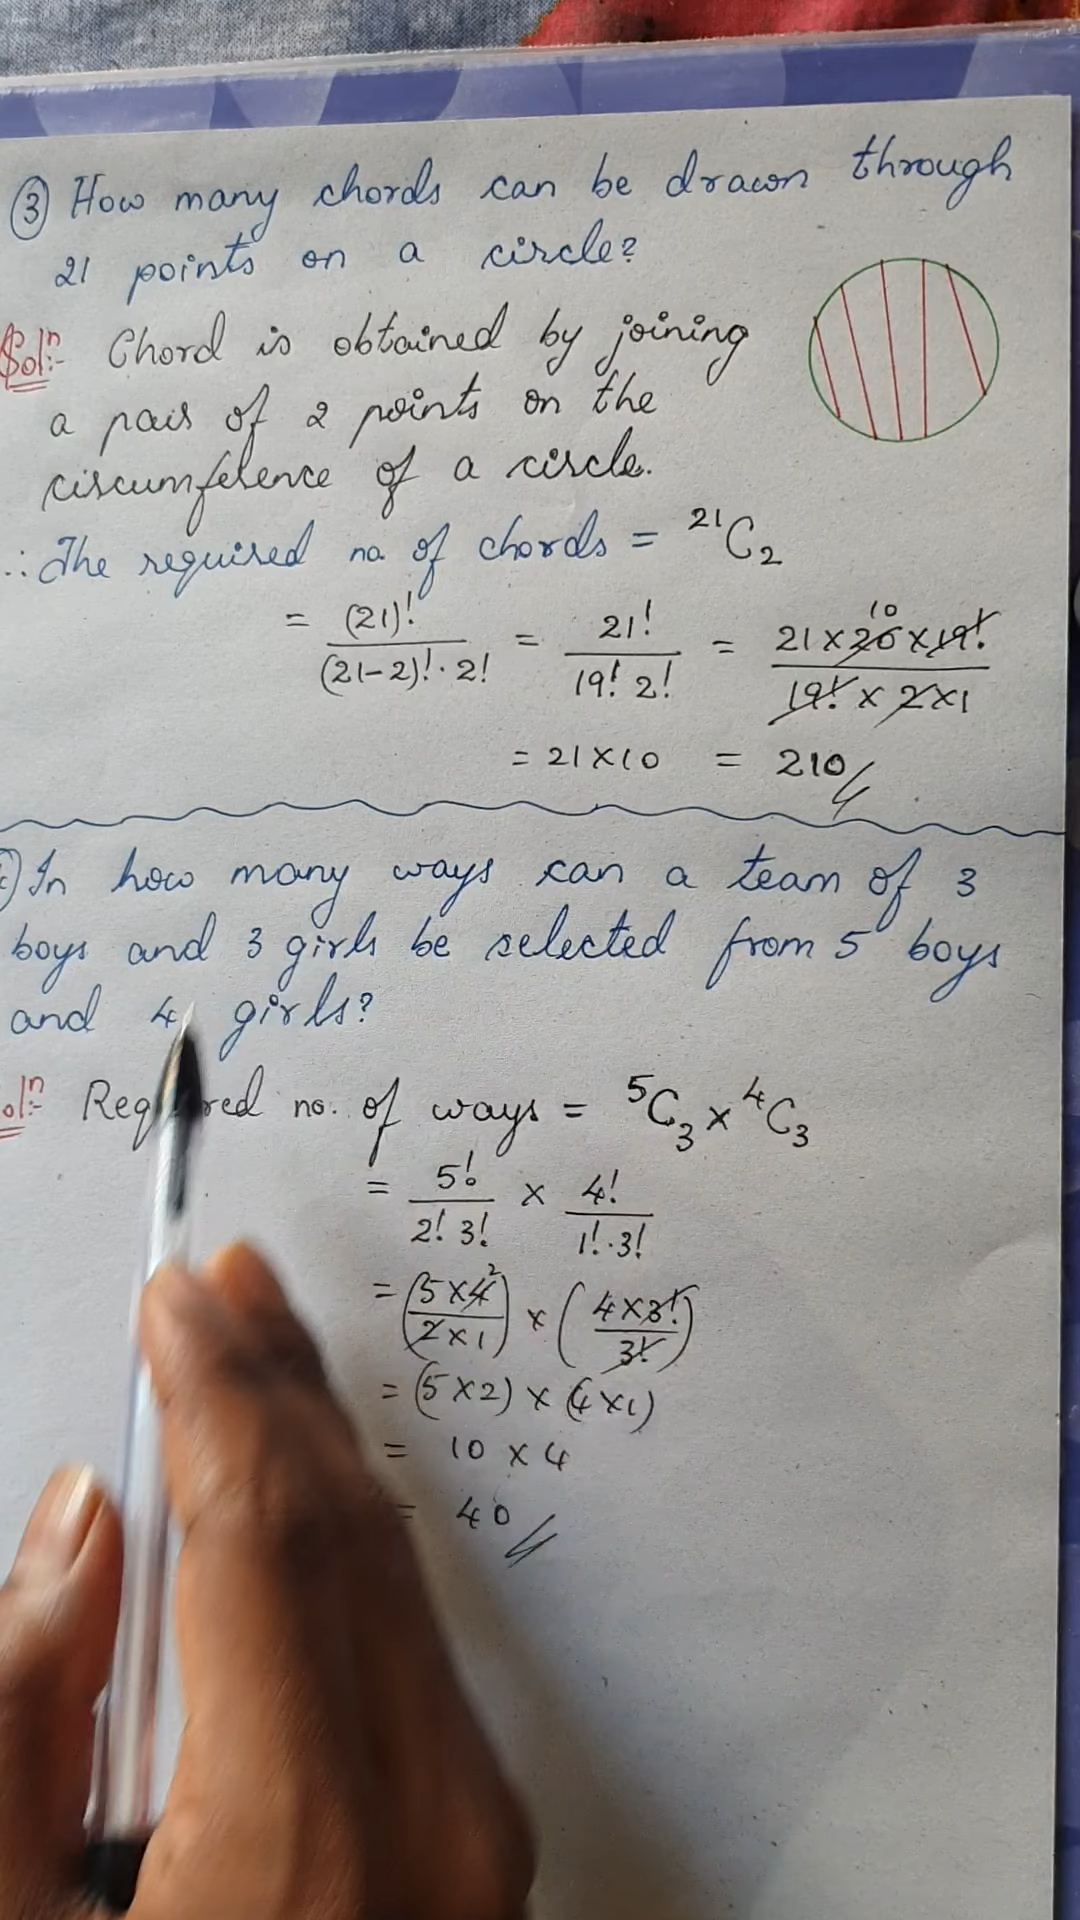 ③ How many chords can be drawn through
21 points on a circle?
Solⁿ:- Chord is obtained by joining
a pair of 2 points on the
circumference of a circle.
∴ The required no. of chords = ²¹C₂
= (21)!/(21-2)!·2! = 21!/19! 2! = 21×20×19!/19!×2×1 10
= 21×10 = 210//
In how many ways can a team of 3
boys and 3 girls be selected from 5 boys
and 4 girls?
olⁿ:- Required no. of ways = ⁵C₃ × ⁴C₃
= 5!/2! 3! × 4!/1!·3!
= (5×4/2×1) 2 × (4×3!/3!)
= (5×2) × (4×1)
= 10 × 4
= 40//